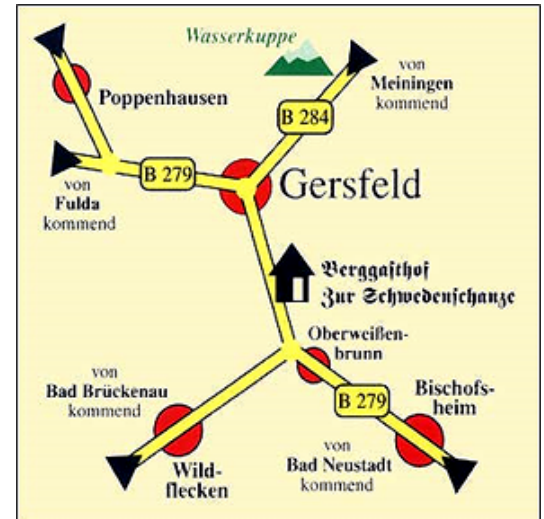 Wasserkuppe
von
Meiningen
kommend
Poppenhausen
B 284
B 279
Gersfeld
von
Fulda
kommend
Berggasthof
Zur Schwedenschanze
Oberweißen-
brunn
von
Bad Brückenau
kommend
Bischofs-
heim
B 279
Wild-
flecken
von
Bad Neustadt
kommend